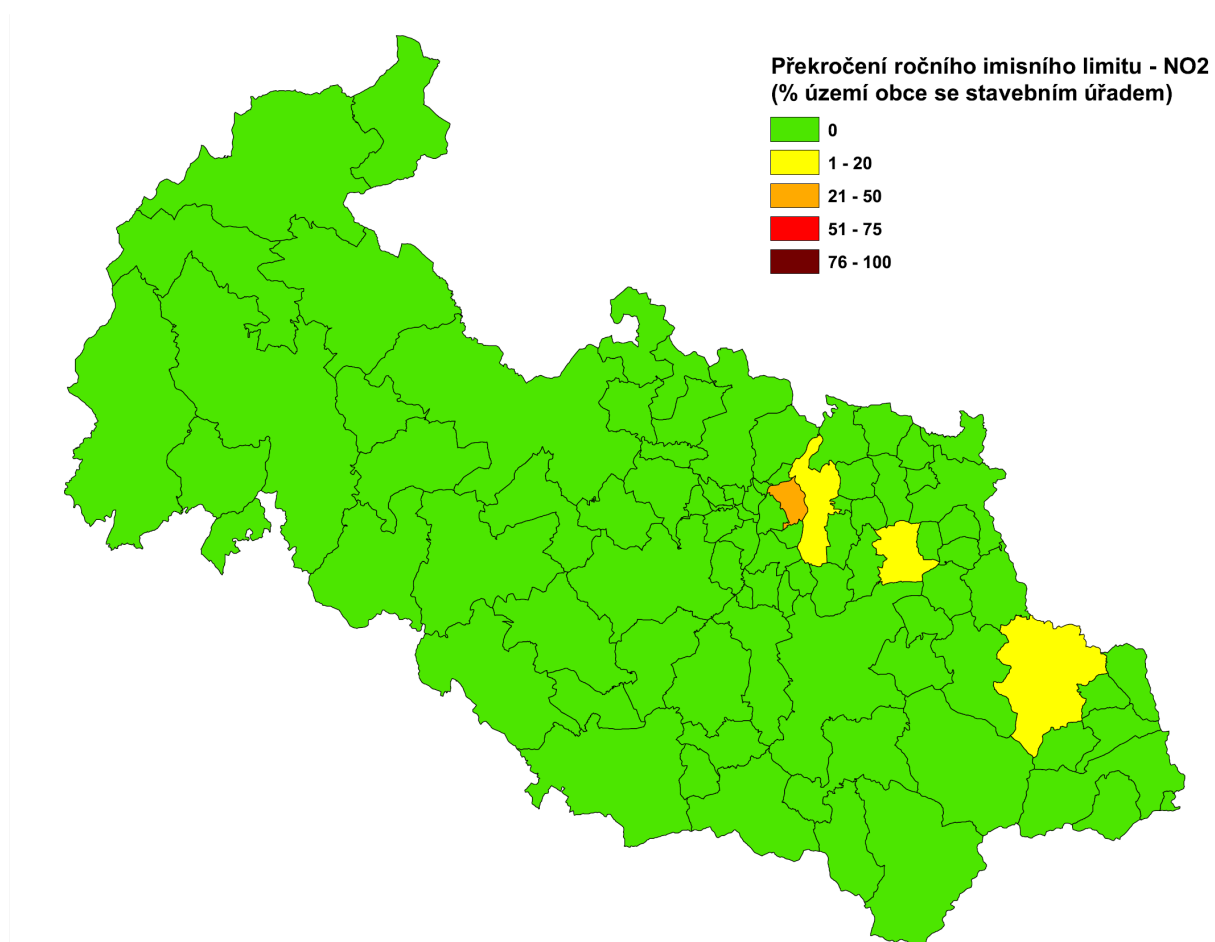 Překročení ročního imisního limitu - NO2
(% území obce se stavebním úřadem)
0
1 - 20
21 - 50
51 - 75
76 - 100